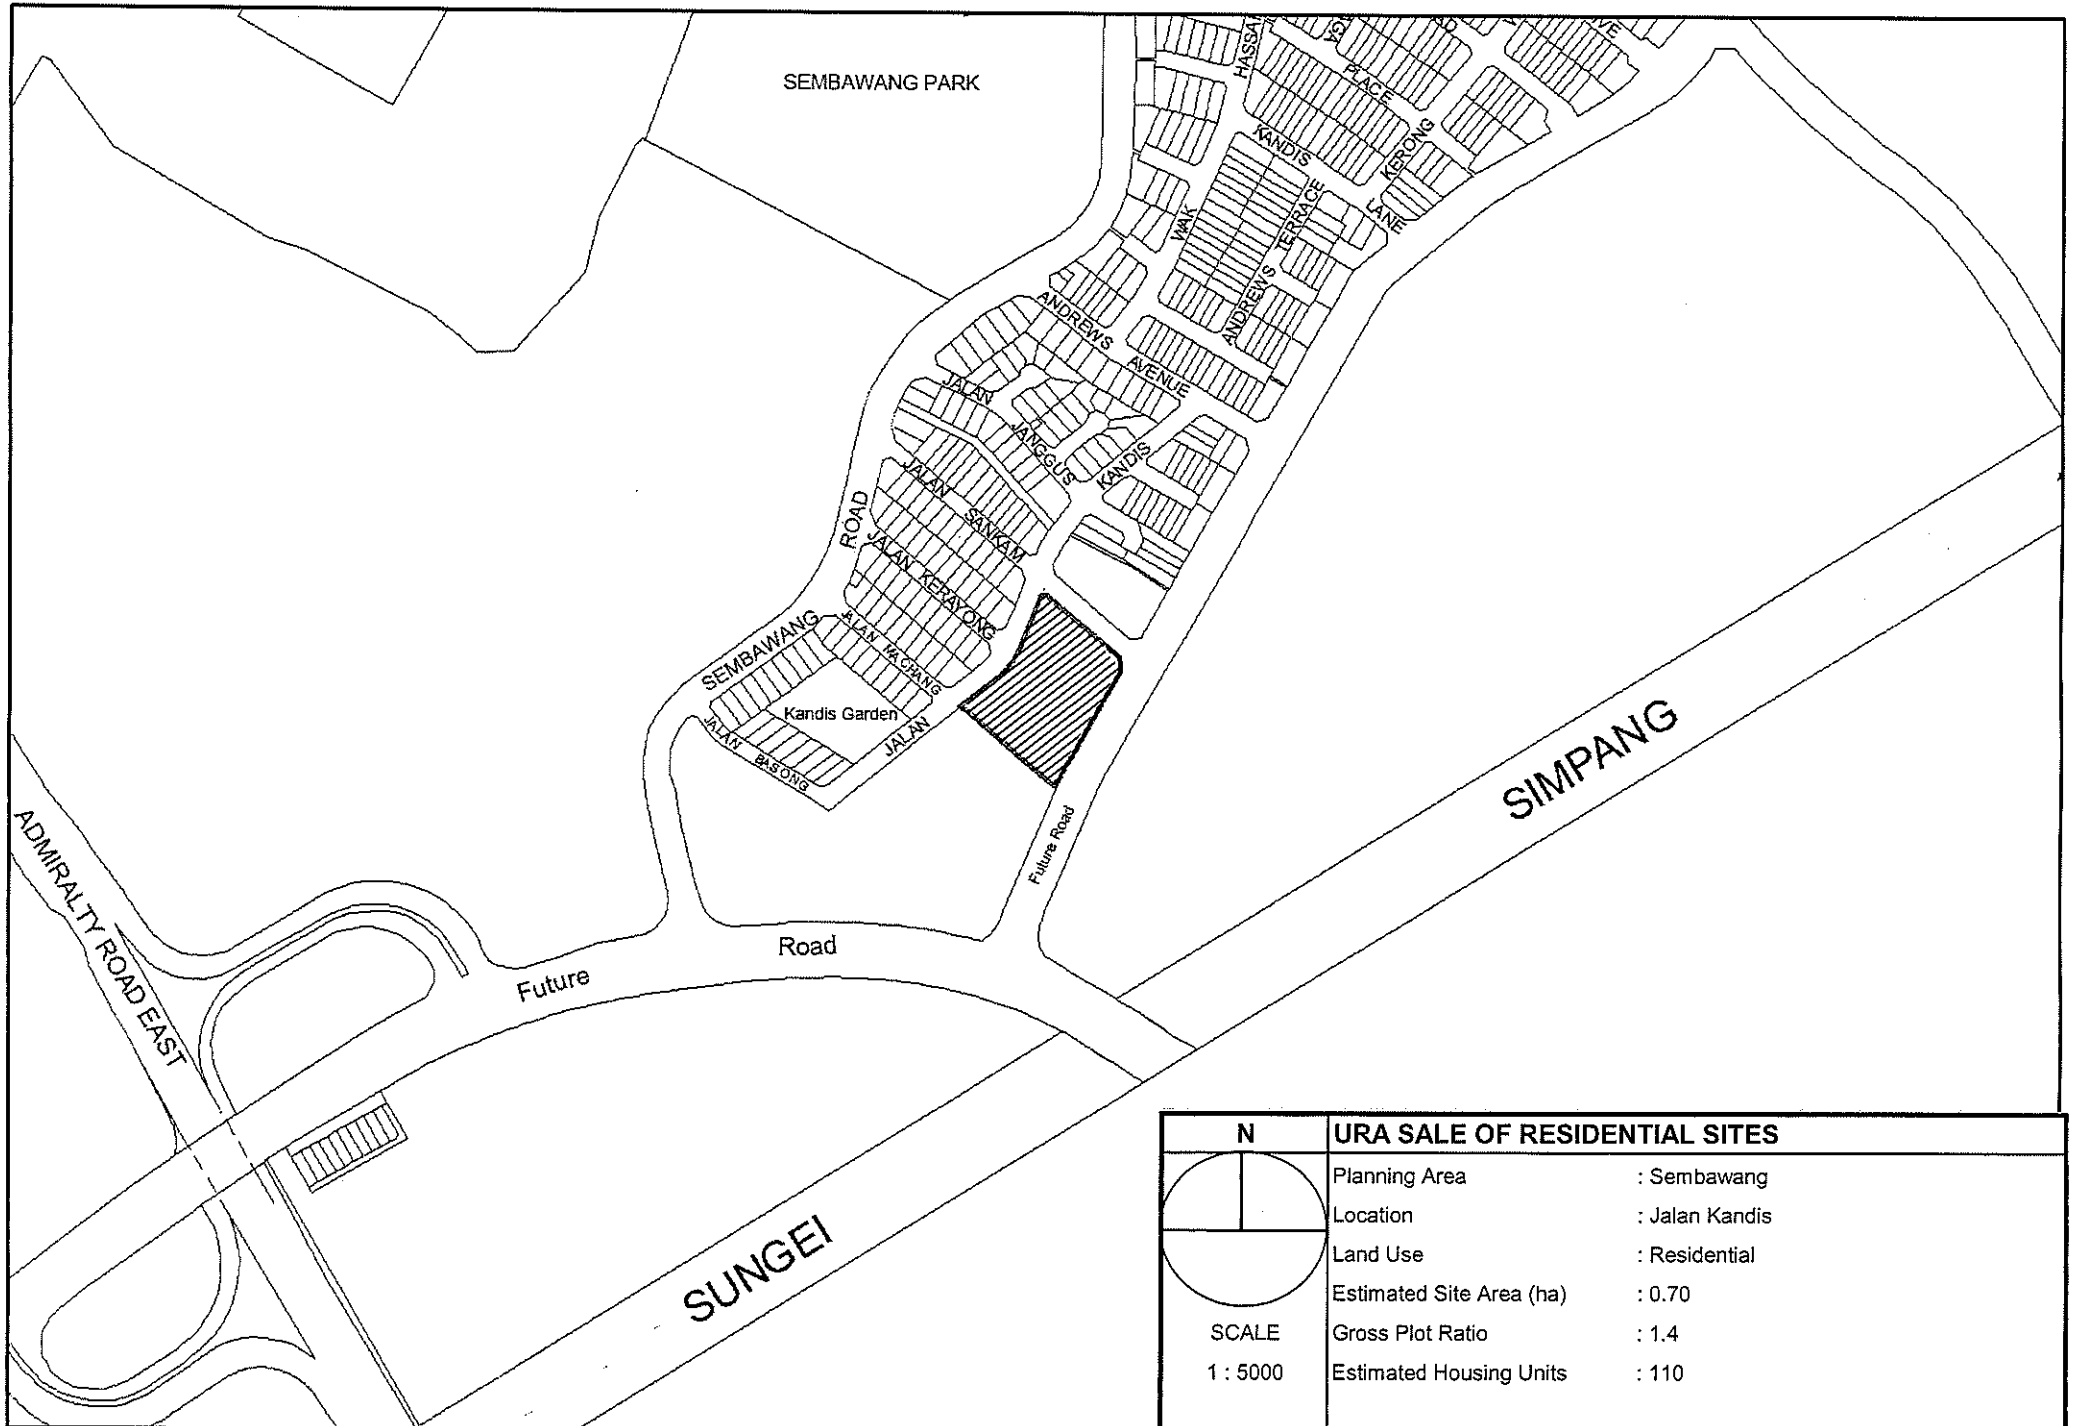 SEMBAWANG PARK
HASSAN
PLACE
KERONG
KANDIS
LANE
WAK
ANDREWS TERRACE
ANDREWS
AVENUE
JALAN
JANGGUS
KANDIS
JALAN
SANKAM
ROAD
JALAN KERAYONG
SEMBAWANG
JALAN MACHANG
Kandis Garden
JALAN
JALAN
BASONG
SIMPANG
Future Road
ADMIRALTY ROAD EAST
Road
Future
SUNGEI
N
URA SALE OF RESIDENTIAL SITES
Planning Area : Sembawang
Location : Jalan Kandis
Land Use : Residential
Estimated Site Area (ha) : 0.70
SCALE
Gross Plot Ratio : 1.4
1 : 5000
Estimated Housing Units : 110